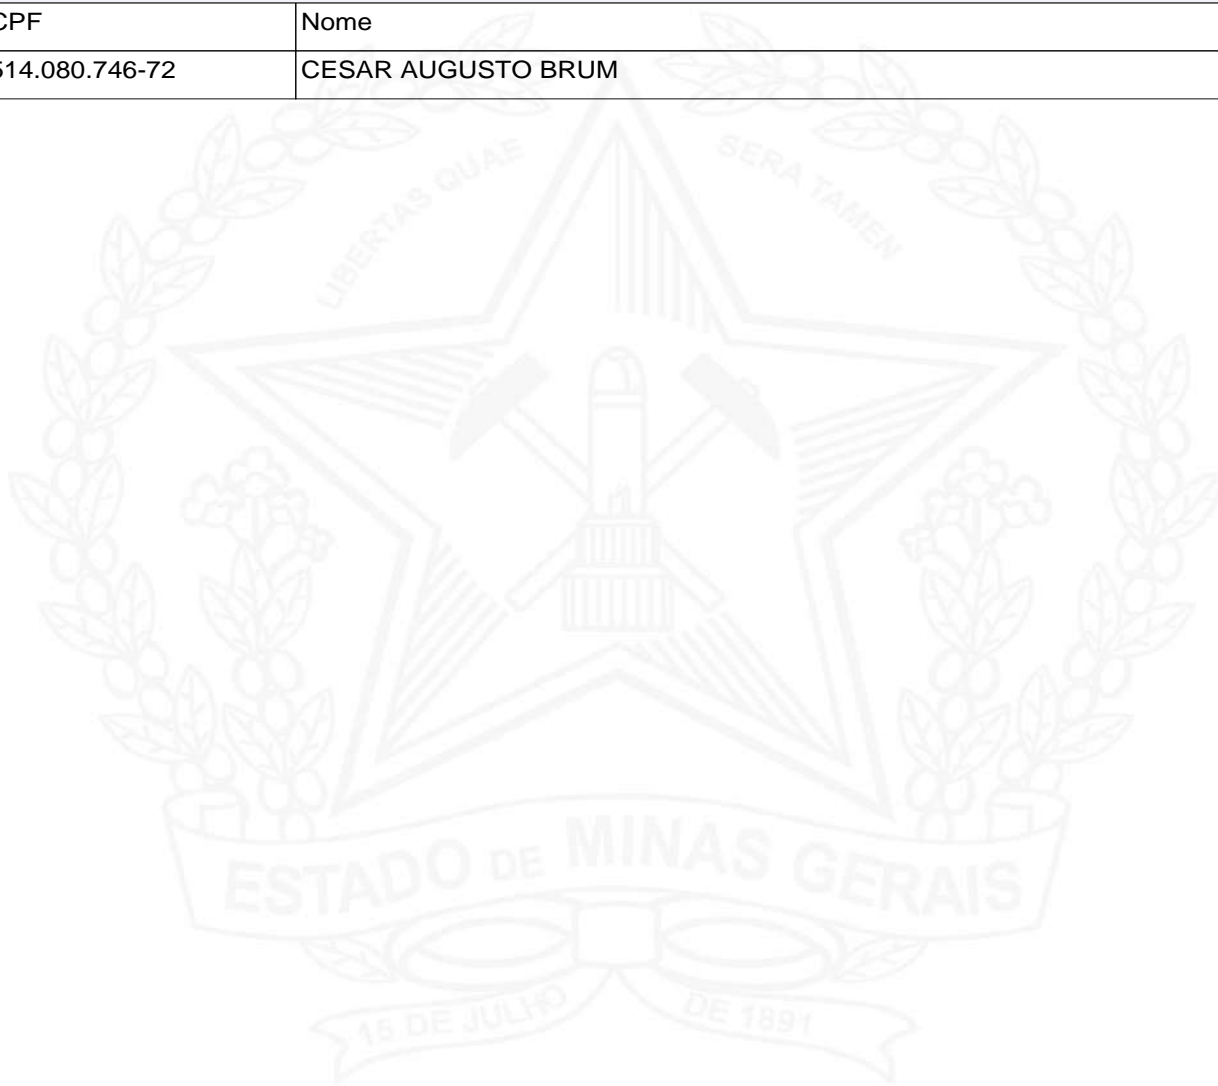 CPF Nome
514.080.746-72 CESAR AUGUSTO BRUM
LIBERTAS QUAE SERA TAMEN
ESTADO DE MINAS GERAIS
15 DE JULHO DE 1891